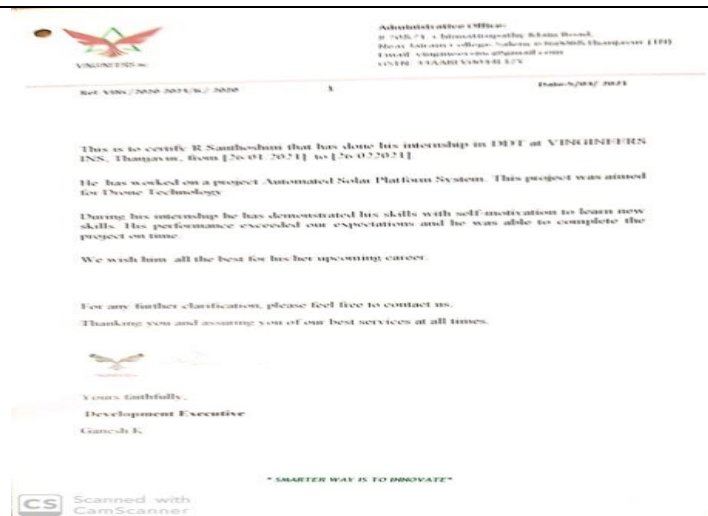 VINGINEERS INC
Administrative Office:
Near Jairam College Salem
Date:5/03/ 2021
This is to certify R Santhoshini that has done his internship in DDT at VINGINEERS
INS, Thanjavur, from [26/01/2021] to [26/022021]
He has worked on a project Automated Solar Platform System. This project was aimed
for Drone Technology
During his internship he has demonstrated his skills with self-motivation to learn new
skills. His performance exceeded our expectations and he was able to complete the
project on time.
We wish him all the best for his/her upcoming career.
For any further clarification, please feel free to contact us.
Thanking you and assuring you of our best services at all times.
Yours faithfully,
Development Executive
Ganesh K
" SMARTER WAY IS TO INNOVATE"
CS Scanned with
CamScanner